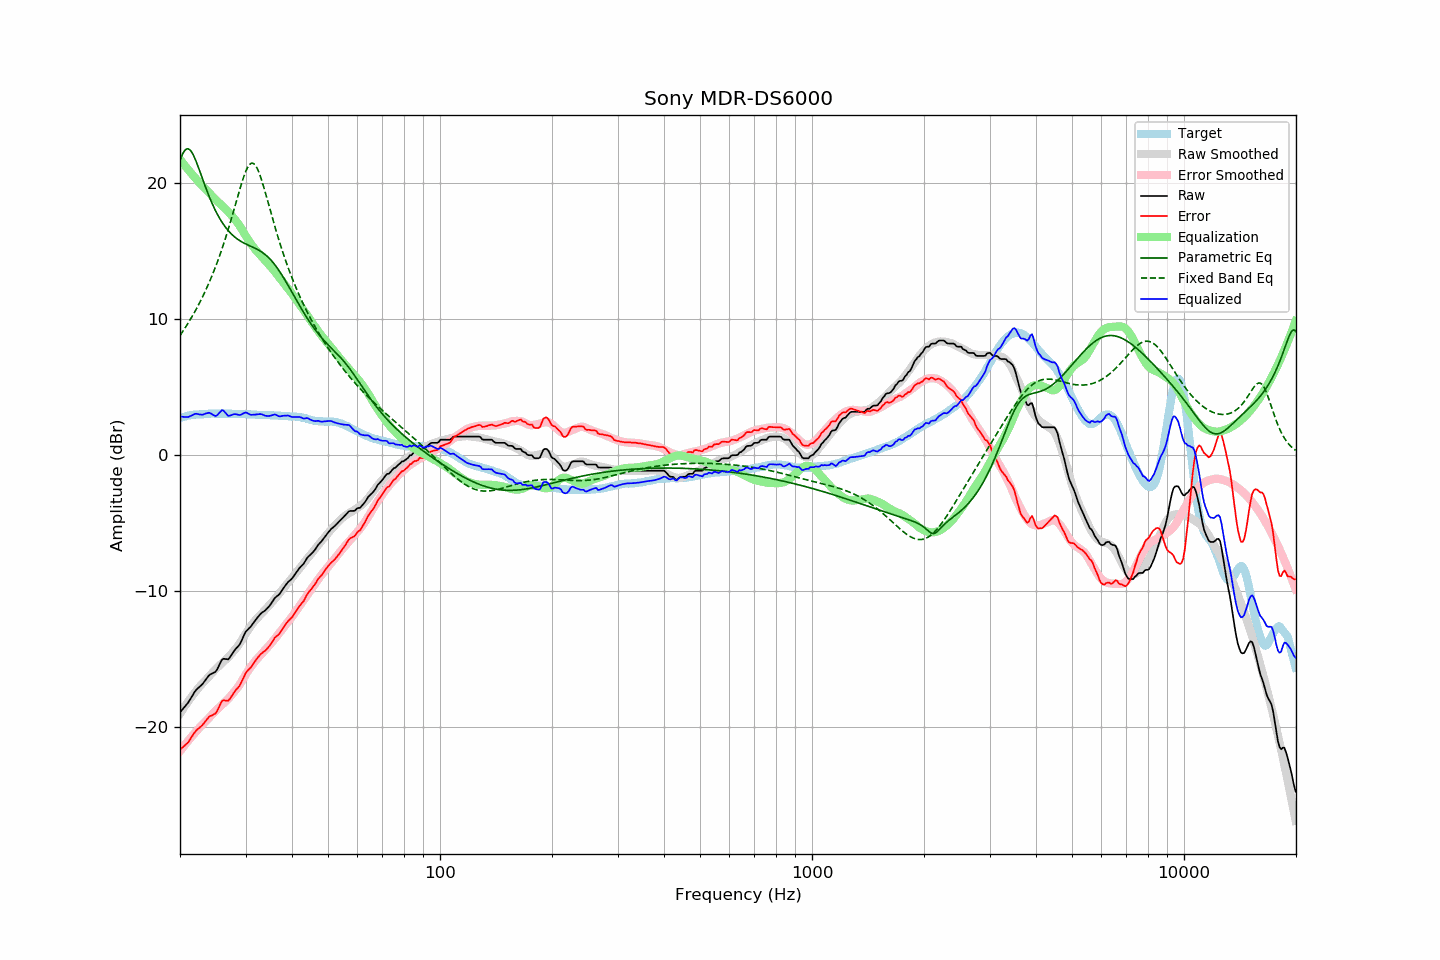 Sony MDR-DS6000
Target
Raw Smoothed
Error Smoothed
Raw
Error
Equalization
Parametric Eq
Fixed Band Eq
Equalized
Amplitude (dBr)
20
10
0
−10
−20
100
1000
10000
Frequency (Hz)